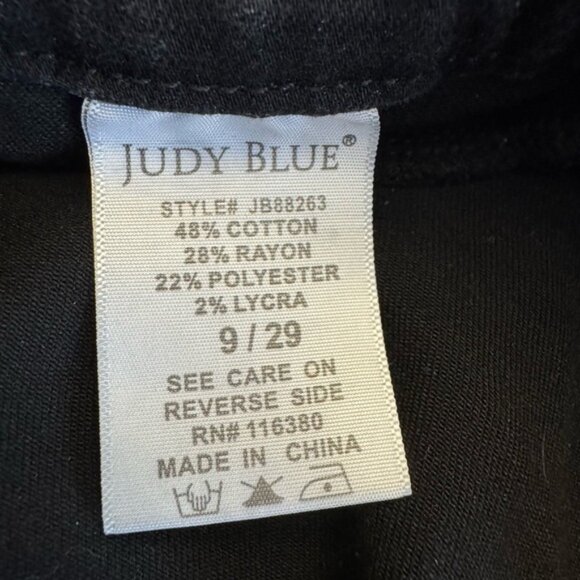 JUDY BLUE®
STYLE# JB88263
48% COTTON
28% RAYON
22% POLYESTER
2% LYCRA
9 / 29
SEE CARE ON
REVERSE SIDE
RN# 116380
MADE IN CHINA